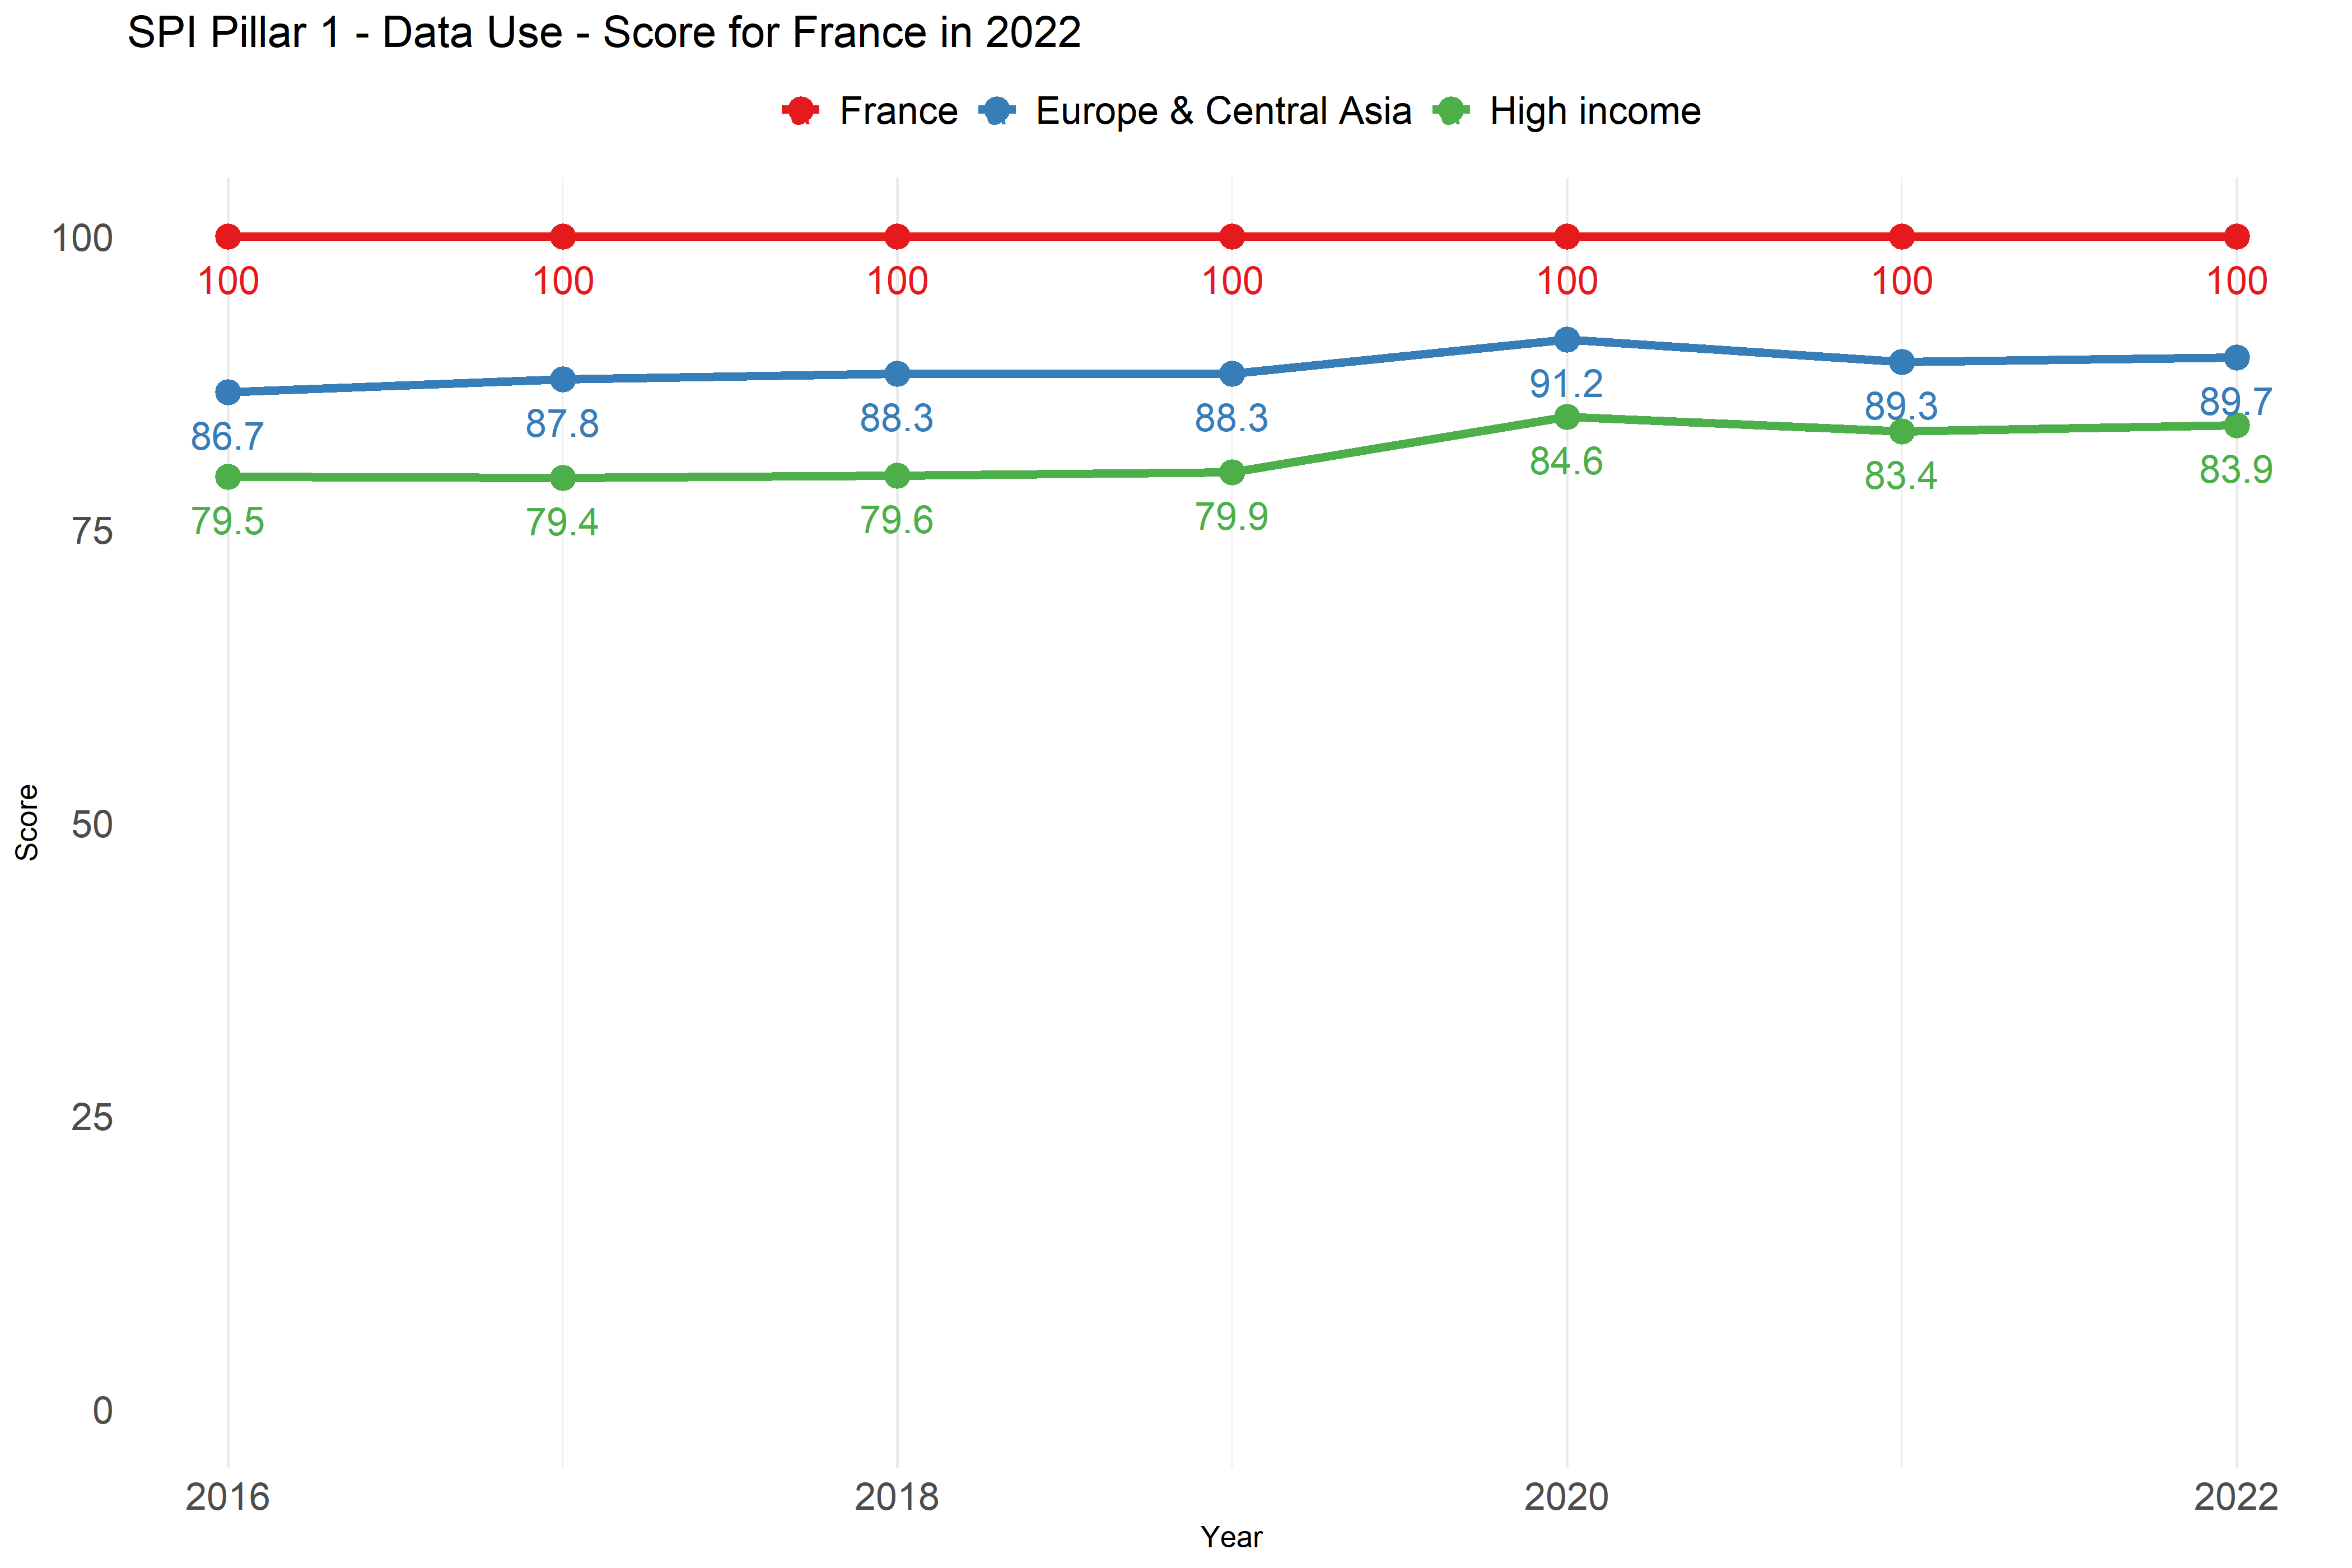 SPI Pillar 1 - Data Use - Score for France in 2022
France Europe & Central Asia High income
100
100 100 100 100 100 100 100
86.7 87.8 88.3 88.3 91.2 89.3 89.7
79.5 79.4 79.6 79.9 84.6 83.4 83.9
75
50
25
0
Score
2016 2018 2020 2022
Year